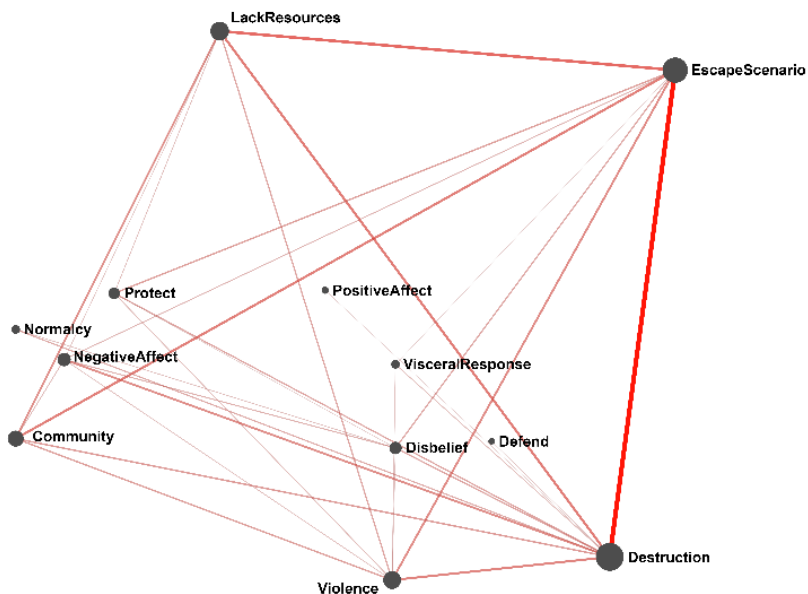 LackResources
EscapeScenario
Protect
PositiveAffect
Normalcy
NegativeAffect
VisceralResponse
Community
Disbelief
Defend
Destruction
Violence